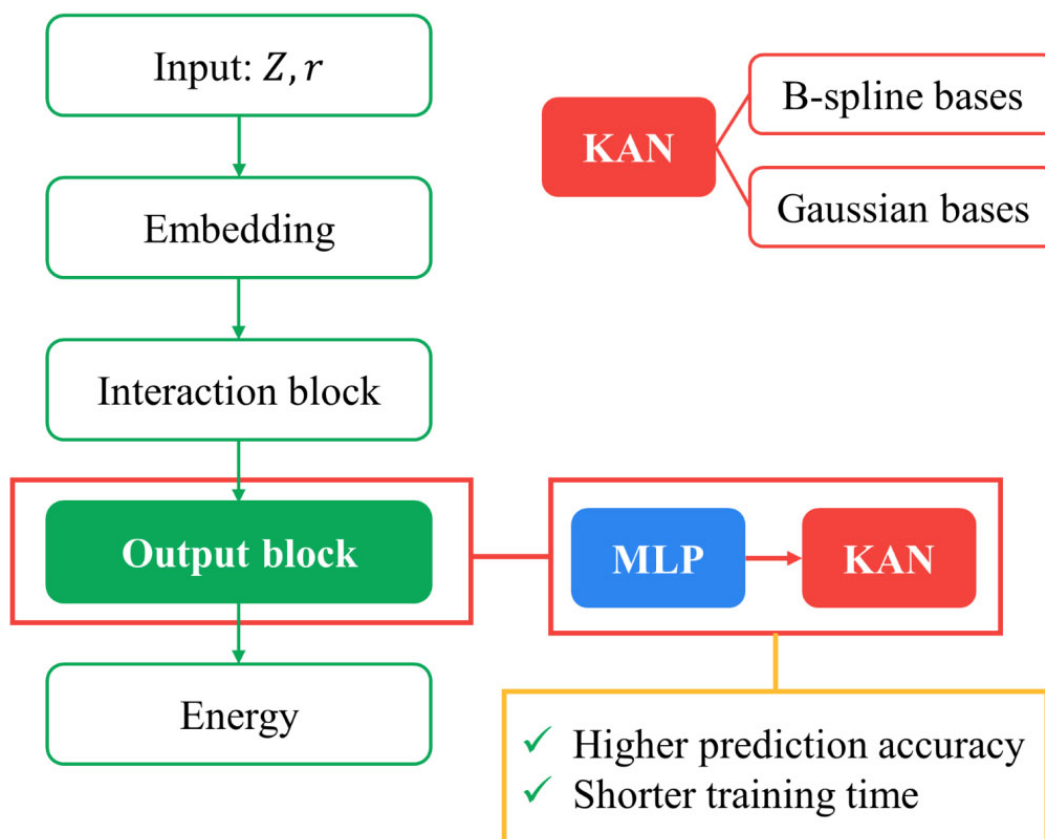 Input: Z, r
Embedding
Interaction block
Output block
Energy
KAN
B-spline bases
Gaussian bases
MLP
KAN
✓ Higher prediction accuracy
✓ Shorter training time